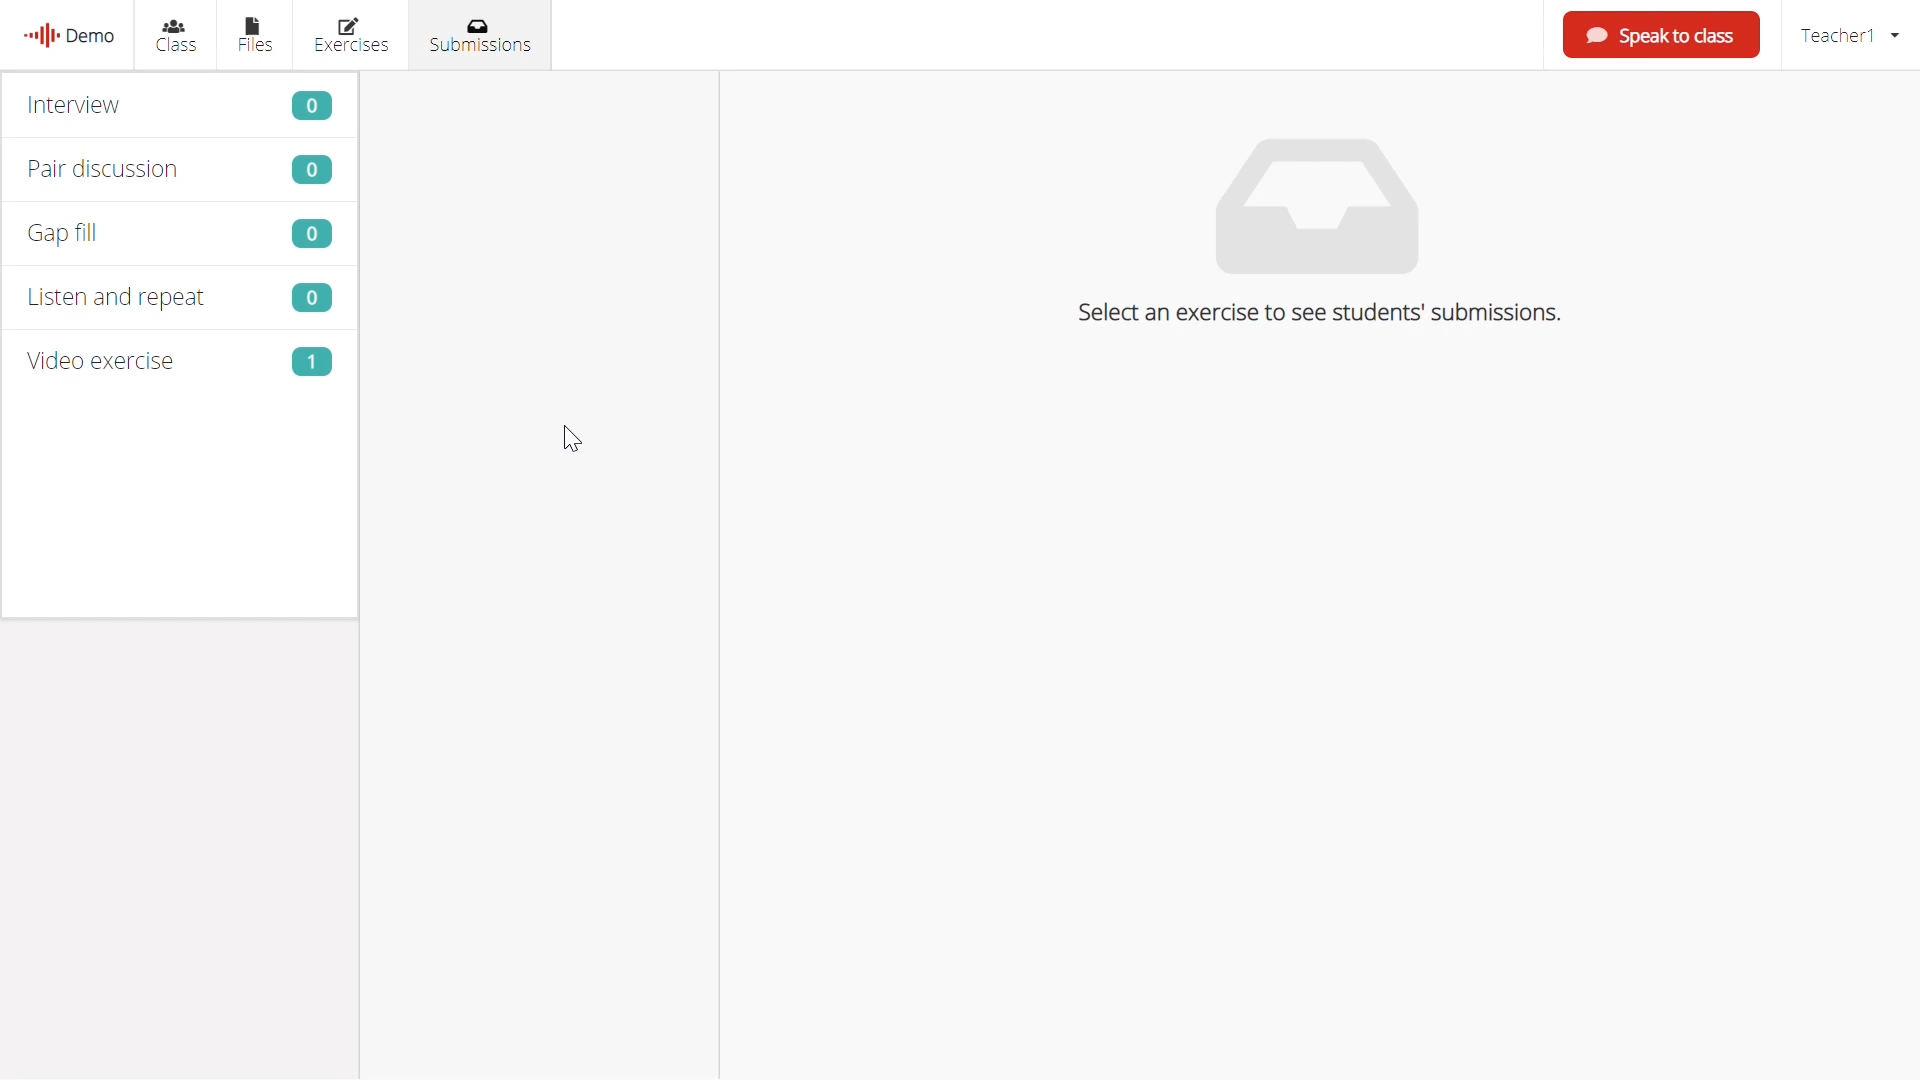 Demo
Class
Files
Exercises
Submissions
Speak to class
Teacher1
Interview 0
Pair discussion 0
Gap fill 0
Listen and repeat 0
Video exercise 1
Select an exercise to see students' submissions.